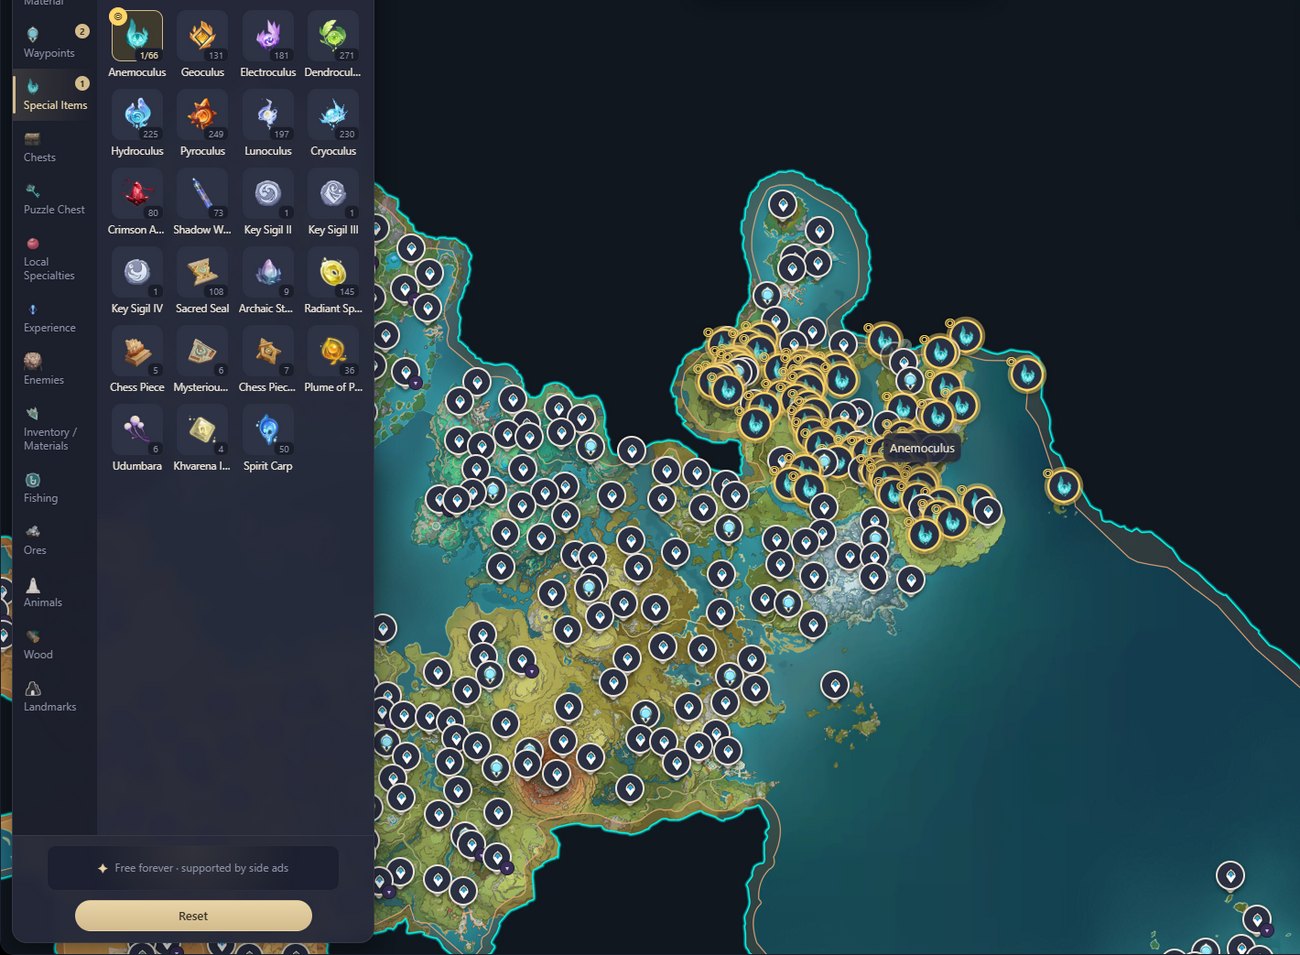 Material
Waypoints
2
Special Items
1
Chests
Puzzle Chest
Local
Specialties
Experience
Enemies
Inventory /
Materials
Fishing
Ores
Animals
Wood
Landmarks
1/66
131
181
271
Anemoculus
Geoculus
Electroculus
Dendrocul...
225
249
197
230
Hydroculus
Pyroculus
Lunoculus
Cryoculus
80
73
1
1
Crimson A...
Shadow W...
Key Sigil II
Key Sigil III
1
108
9
145
Key Sigil IV
Sacred Seal
Archaic St...
Radiant Sp...
5
6
7
36
Chess Piece
Mysteriou...
Chess Piec...
Plume of P...
6
4
50
Udumbara
Khvarena I...
Spirit Carp
Free forever · supported by side ads
Reset
Anemoculus